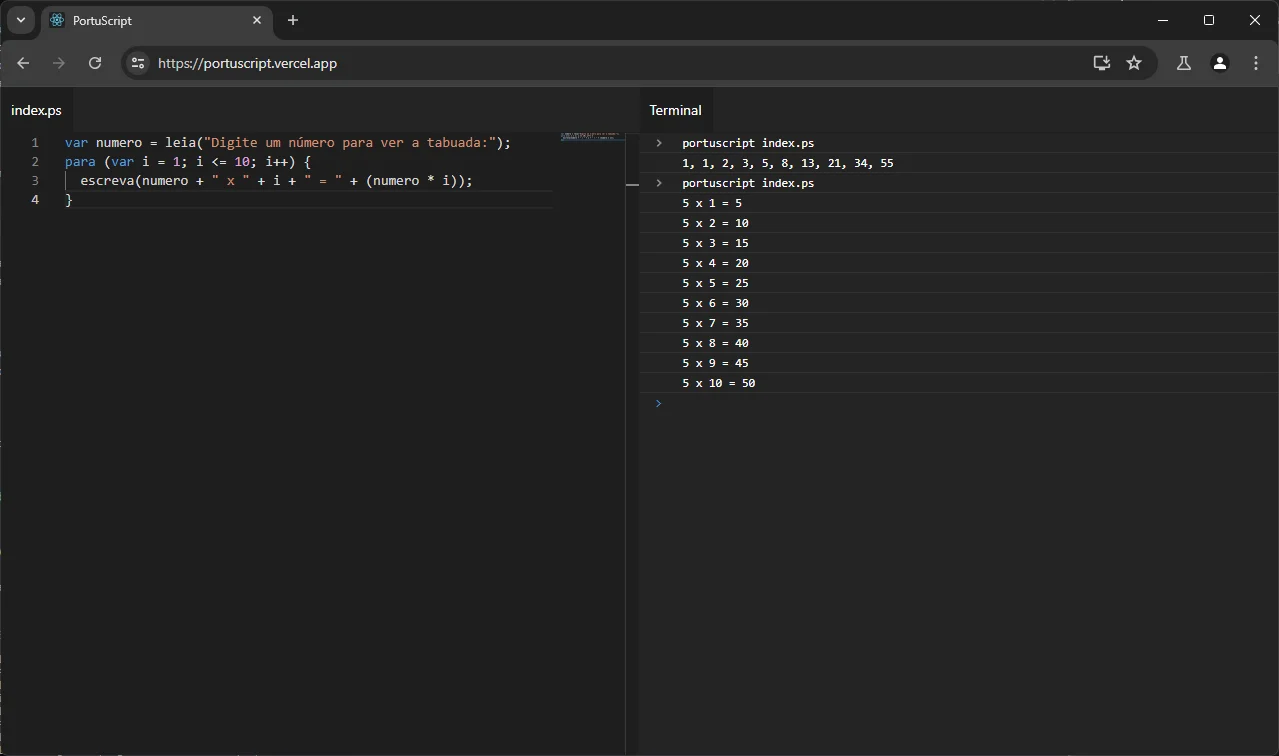 PortuScript
https://portuscript.vercel.app
index.ps
1 var numero = leia("Digite um número para ver a tabuada:");
2 para (var i = 1; i <= 10; i++) {
3 escreva(numero + " x " + i + " = " + (numero * i));
4 }
Terminal
> portuscript index.ps
1, 1, 2, 3, 5, 8, 13, 21, 34, 55
> portuscript index.ps
5 x 1 = 5
5 x 2 = 10
5 x 3 = 15
5 x 4 = 20
5 x 5 = 25
5 x 6 = 30
5 x 7 = 35
5 x 8 = 40
5 x 9 = 45
5 x 10 = 50
>